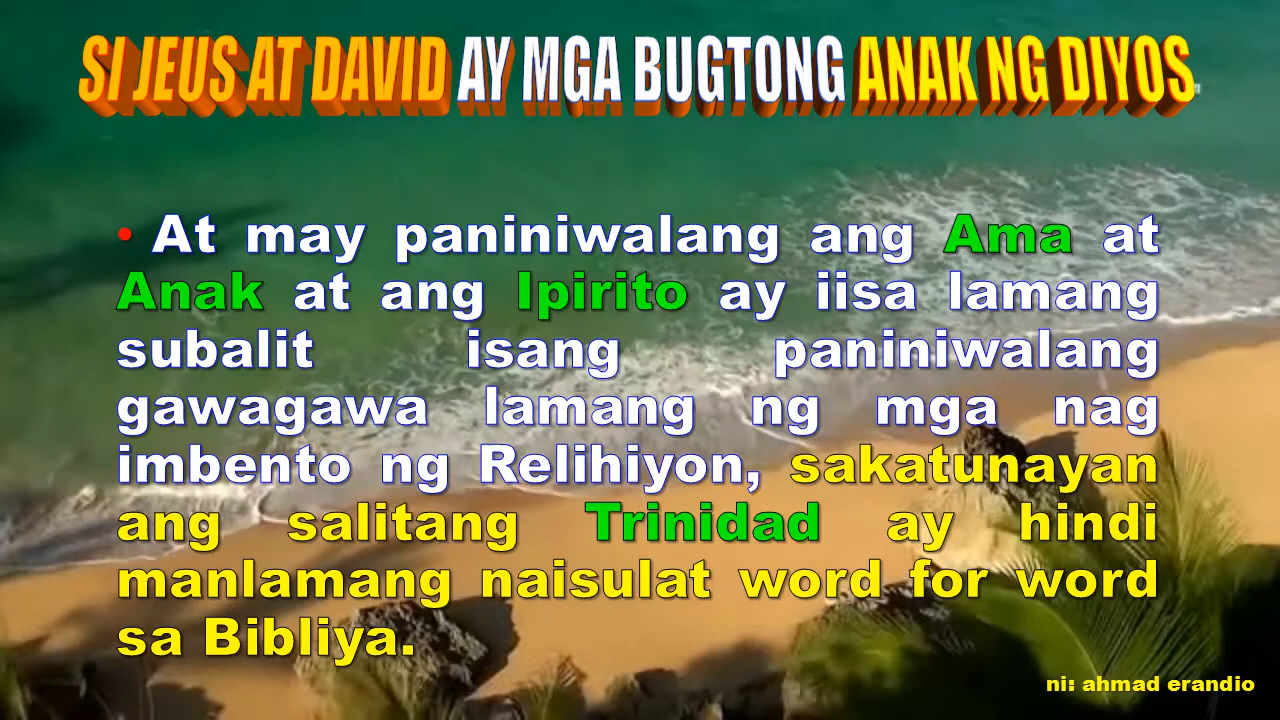 SI JEUS AT DAVID AY MGA BUGTONG ANAK NG DIYOS
• At may paniniwalang ang Ama at
Anak at ang Ipirito ay iisa lamang
subalit isang paniniwalang
gawagawa lamang ng mga nag
imbento ng Relihiyon, sakatunayan
ang salitang Trinidad ay hindi
manlamang naisulat word for word
sa Bibliya.
ni: ahmad erandio